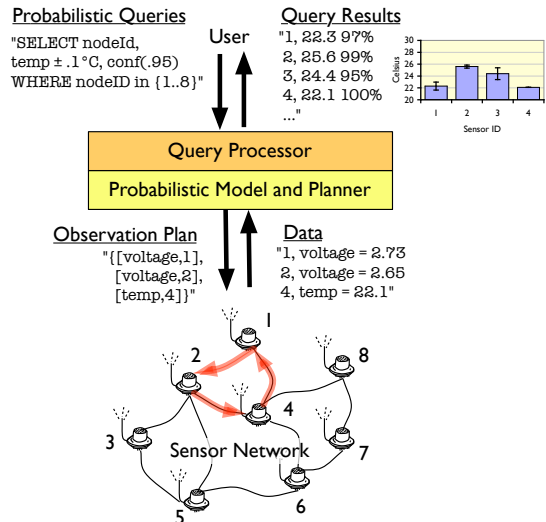 Probabilistic Queries
"SELECT nodeId,
temp ± .1°C, conf(.95)
WHERE nodeID in {1..8}"
User
Query Results
"1, 22.3 97%
2, 25.6 99%
3, 24.4 95%
4, 22.1 100%
..."
Celsius
30
28
26
24
22
20
1 2 3 4
Sensor ID
Query Processor
Probabilistic Model and Planner
Observation Plan
"{[voltage,1],
[voltage,2],
[temp,4]}"
Data
"1, voltage = 2.73
2, voltage = 2.65
4, temp = 22.1"
1
2
8
4
3
7
Sensor Network
5
6